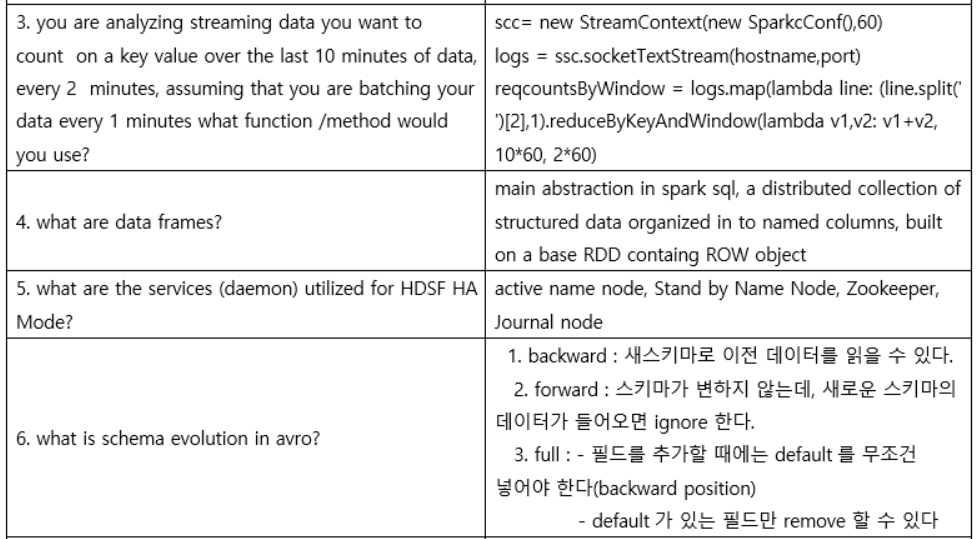 3. you are analyzing streaming data you want to
count on a key value over the last 10 minutes of data,
every 2 minutes, assuming that you are batching your
data every 1 minutes what function /method would
you use?
scc= new StreamContext(new SparkcConf(),60)
logs = ssc.socketTextStream(hostname,port)
reqcountsByWindow = logs.map(lambda line: (line.split('
')[2],1).reduceByKeyAndWindow(lambda v1,v2: v1+v2,
10*60, 2*60)
4. what are data frames?
main abstraction in spark sql, a distributed collection of
structured data organized in to named columns, built
on a base RDD containg ROW object
5. what are the services (daemon) utilized for HDSF HA
Mode?
active name node, Stand by Name Node, Zookeeper,
Journal node
6. what is schema evolution in avro?
1. backward : 새스키마로 이전 데이터를 읽을 수 있다.
2. forward : 스키마가 변하지 않는데, 새로운 스키마의
데이터가 들어오면 ignore 한다.
3. full : - 필드를 추가할 때에는 default 를 무조건
넣어야 한다(backward position)
- default 가 있는 필드만 remove 할 수 있다